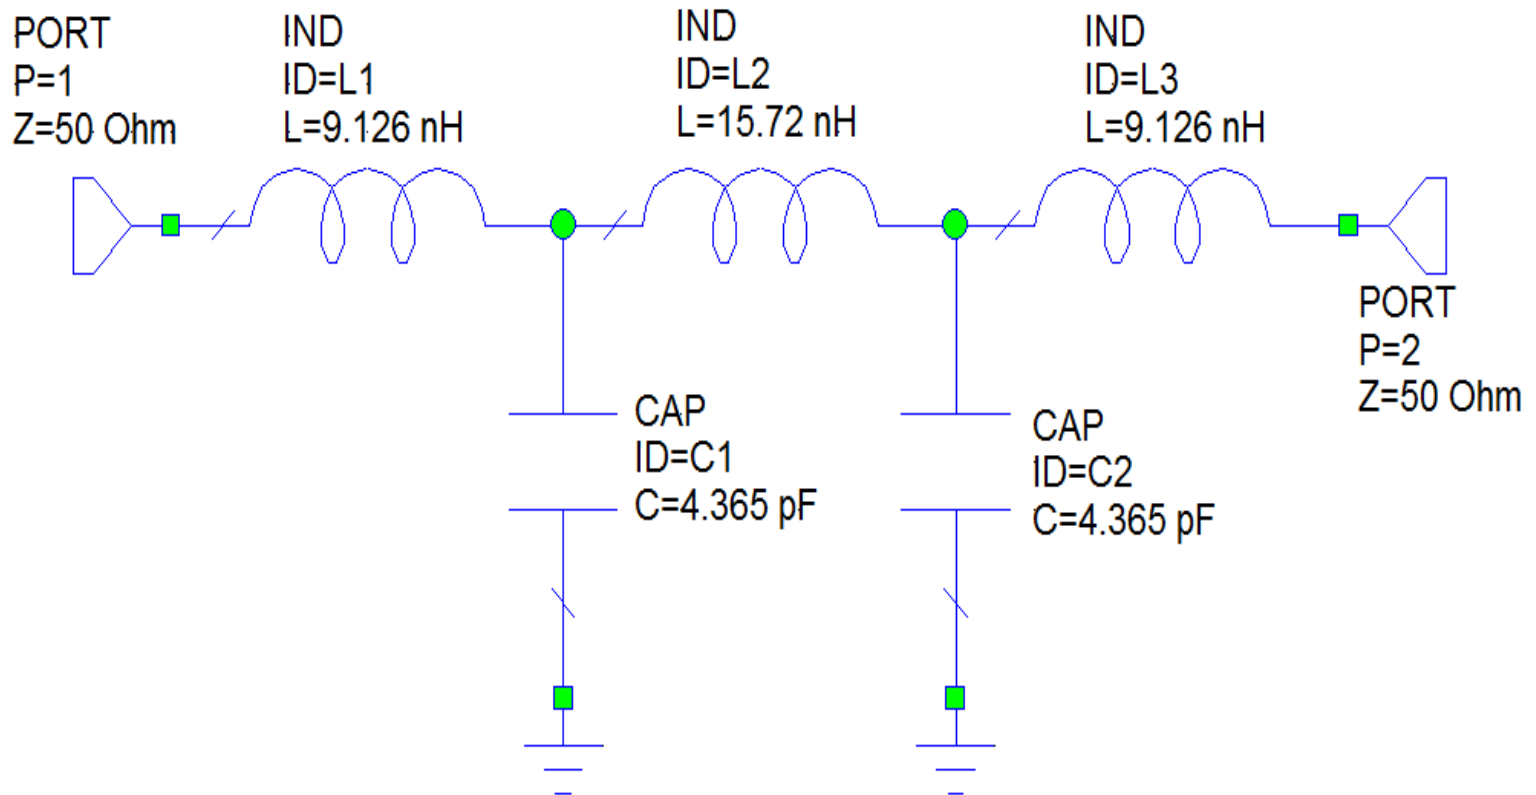 PORT
P=1
Z=50 Ohm
IND
ID=L1
L=9.126 nH
IND
ID=L2
L=15.72 nH
IND
ID=L3
L=9.126 nH
PORT
P=2
Z=50 Ohm
CAP
ID=C1
C=4.365 pF
CAP
ID=C2
C=4.365 pF